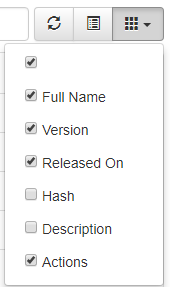 Full Name
Version
Released On
Hash
Description
Actions